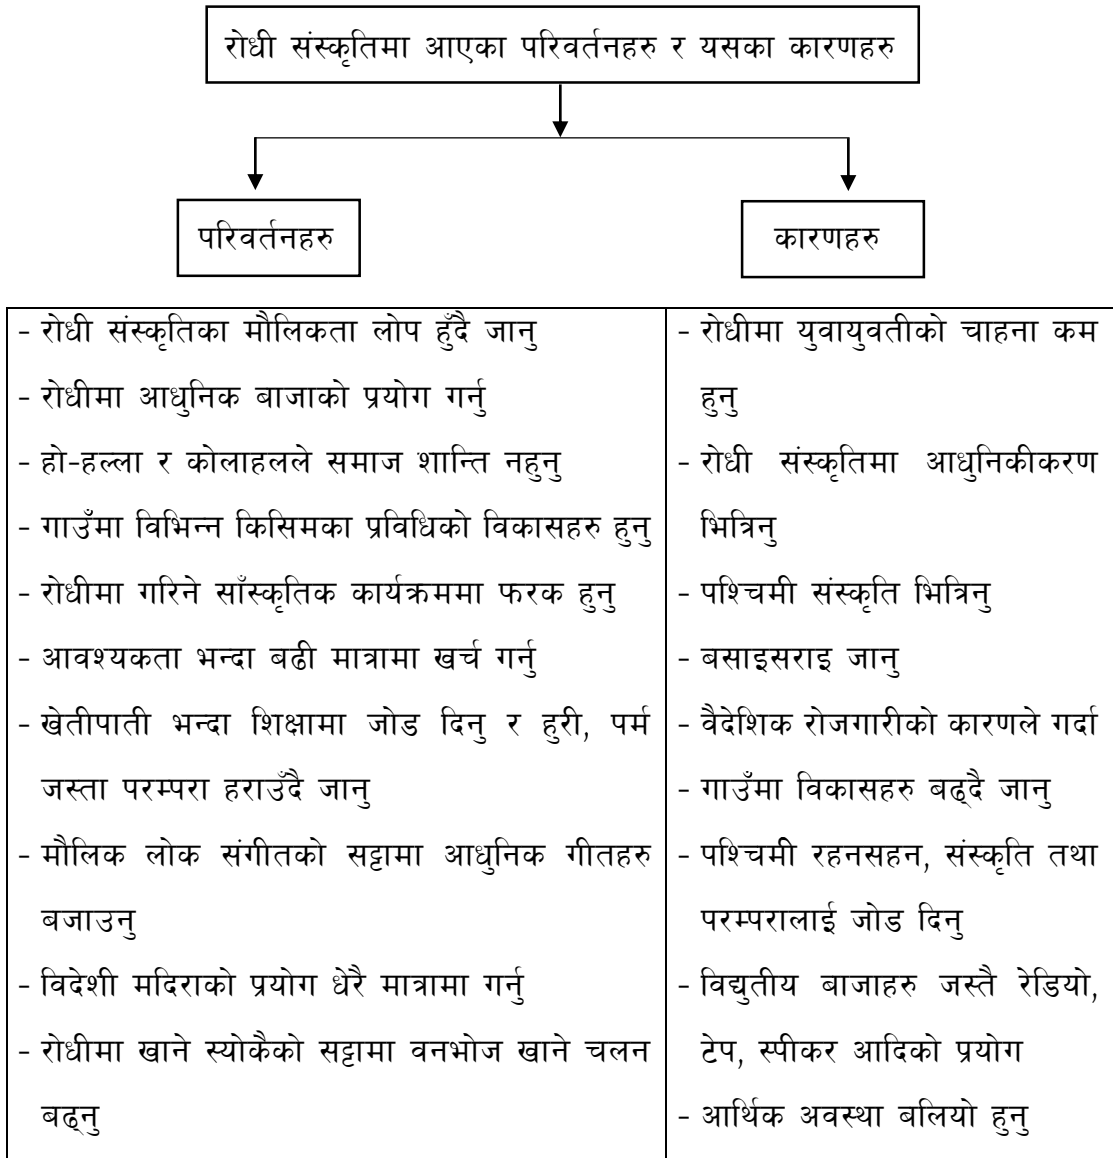 रोधी संस्कृतिमा आएका परिवर्तनहरु र यसका कारणहरु
परिवर्तनहरु
कारणहरु
- रोधी संस्कृतिका मौलिकता लोप हुँदै जानु
- रोधीमा आधुनिक बाजाको प्रयोग गर्नु
- हो-हल्ला र कोलाहलले समाज शान्ति नहुनु
- गाउँमा विभिन्न किसिमका प्रविधिको विकासहरु हुनु
- रोधीमा गरिने साँस्कृतिक कार्यक्रममा फरक हुनु
- आवश्यकता भन्दा बढी मात्रामा खर्च गर्नु
- खेतीपाती भन्दा शिक्षामा जोड दिनु र हुरी, पर्म
जस्ता परम्परा हराउँदै जानु
- मौलिक लोक संगीतको सट्टामा आधुनिक गीतहरु
बजाउनु
- विदेशी मदिराको प्रयोग धेरै मात्रामा गर्नु
- रोधीमा खाने स्योकैको सट्टामा वनभोज खाने चलन
बढ्नु
- रोधीमा युवायुवतीको चाहना कम
हुनु
- रोधी संस्कृतिमा आधुनिकीकरण
भित्रिनु
- पश्चिमी संस्कृति भित्रिनु
- बसाइसराइ जानु
- वैदेशिक रोजगारीको कारणले गर्दा
- गाउँमा विकासहरु बढ्दै जानु
- पश्चिमी रहनसहन, संस्कृति तथा
परम्परालाई जोड दिनु
- विद्युतीय बाजाहरु जस्तै रेडियो,
टेप, स्पीकर आदिको प्रयोग
- आर्थिक अवस्था बलियो हुनु